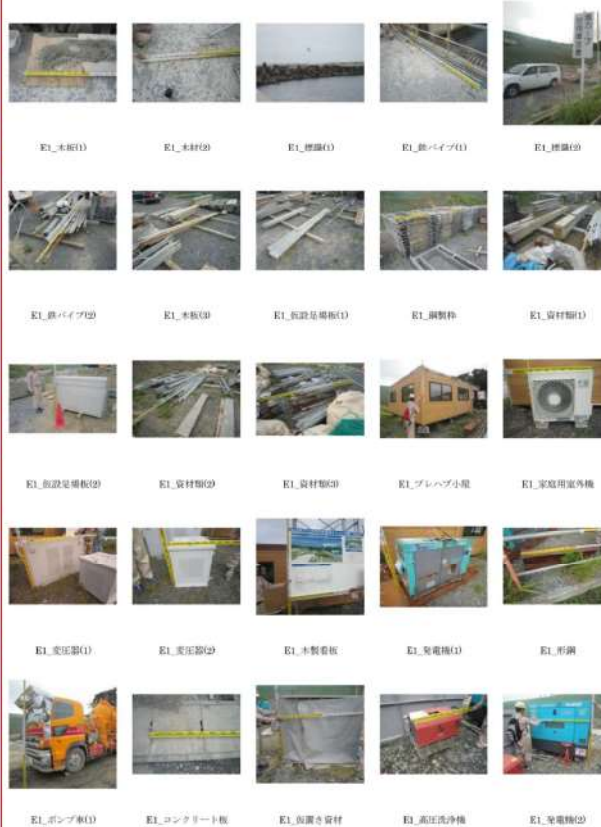 E1_木板(1)
E1_木材(2)
E1_標識(1)
E1_鉄パイプ(1)
E1_標識(2)
E1_鉄パイプ(2)
E1_木板(3)
E1_仮設足場板(1)
E1_鋼製枠
E1_資材類(1)
E1_仮設足場板(2)
E1_資材類(2)
E1_資材類(3)
E1_プレハブ小屋
E1_家庭用室外機
E1_変圧器(1)
E1_変圧器(2)
E1_木製看板
E1_発電機(1)
E1_形鋼
E1_ポンプ車(1)
E1_コンクリート板
E1_仮置き資材
E1_高圧洗浄機
E1_発電機(2)